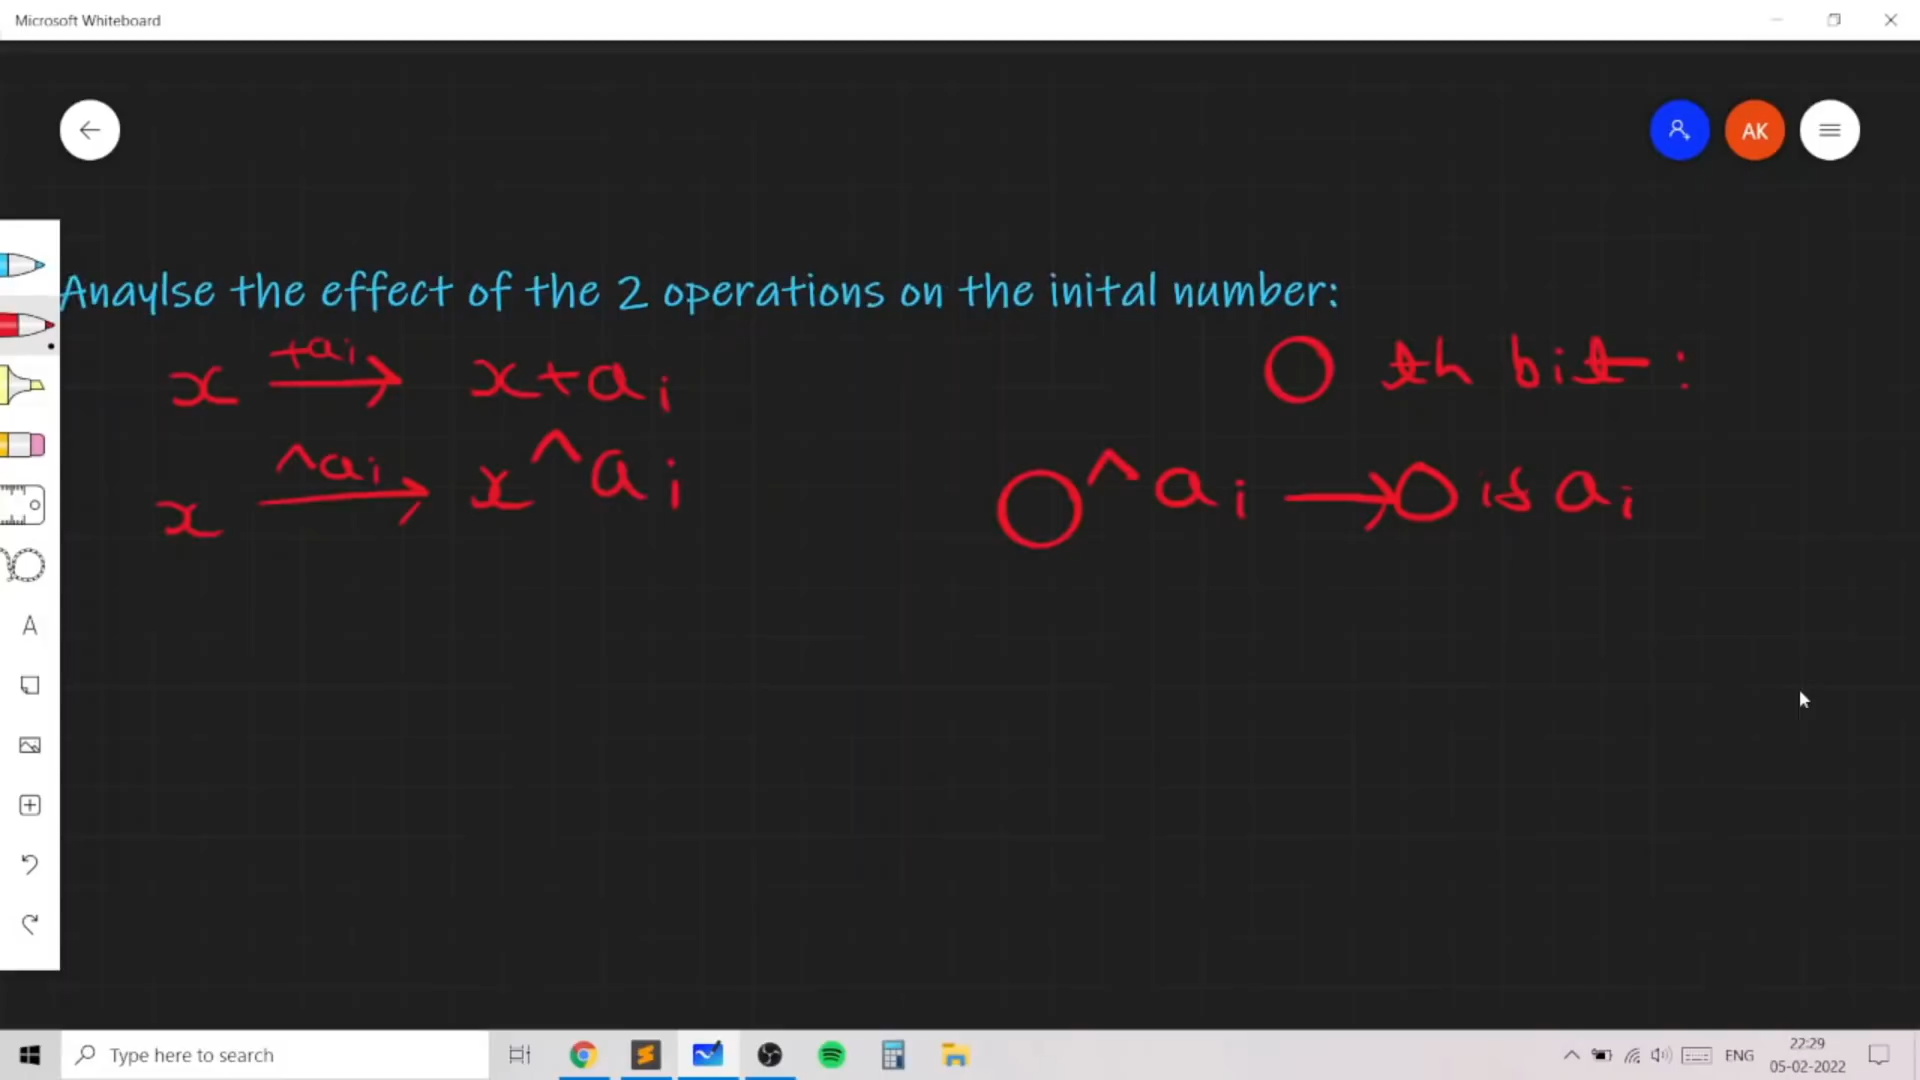 Microsoft Whiteboard
AK
Anaylse the effect of the 2 operations on the inital number:
x +ai → x+ai
0 th bit:
x ^ai → x^ai
0^ai → 0 if ai
A
Type here to search
ENG
22:29
05-02-2022